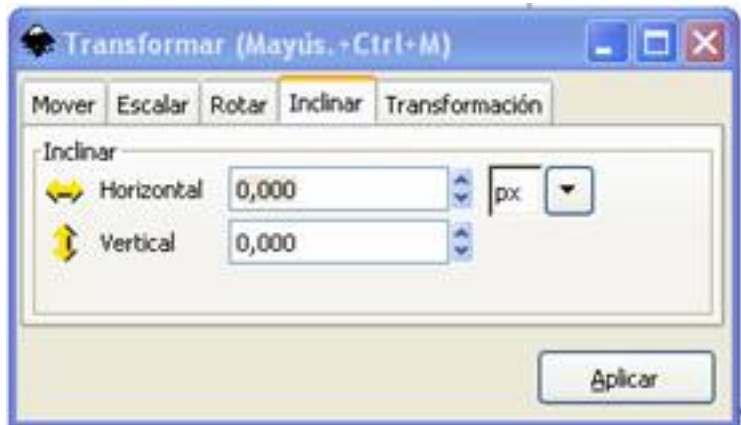 Transformar (Mayús.+Ctrl+M)
Mover Escalar Rotar Inclinar Transformación
Inclinar
Horizontal 0,000 px
Vertical 0,000
Aplicar